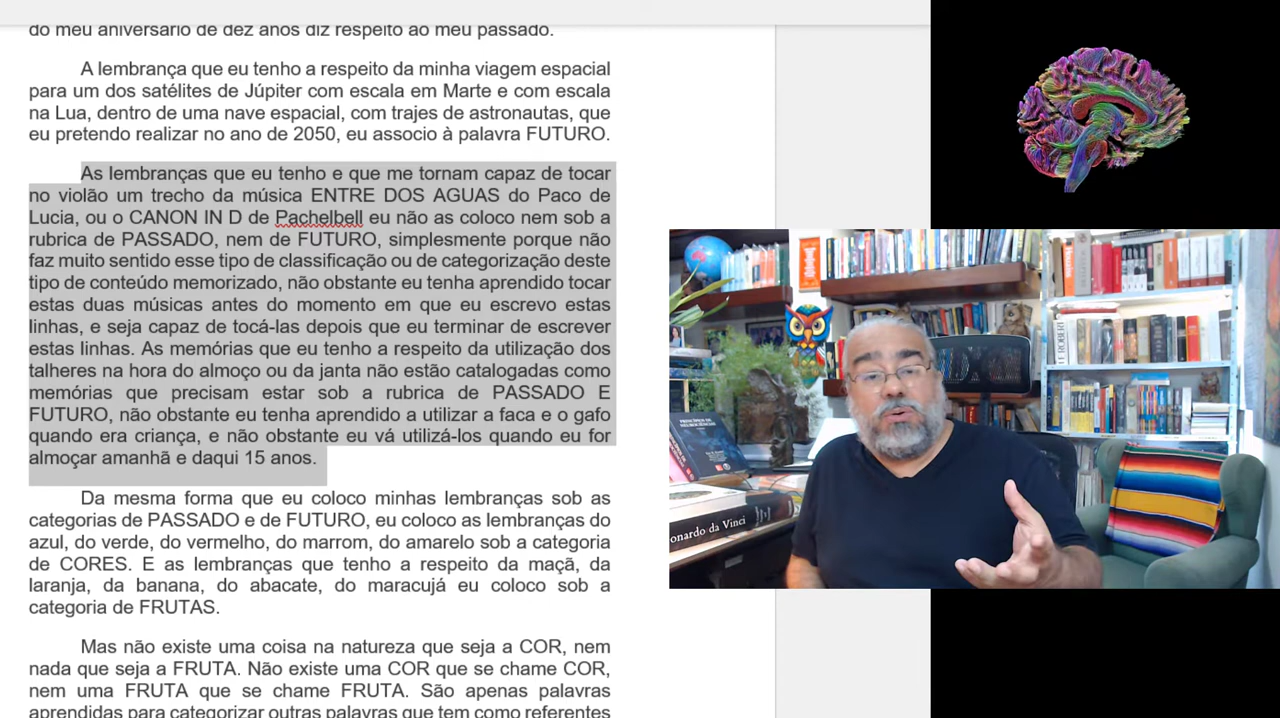 do meu aniversário de dez anos diz respeito ao meu passado.
A lembrança que eu tenho a respeito da minha viagem espacial
para um dos satélites de Júpiter com escala em Marte e com escala
na Lua, dentro de uma nave espacial, com trajes de astronautas, que
eu pretendo realizar no ano de 2050, eu associo à palavra FUTURO.
As lembranças que eu tenho e que me tornam capaz de tocar
no violão um trecho da música ENTRE DOS AGUAS do Paco de
Lucia, ou o CANON IN D de Pachelbell eu não as coloco nem sob a
rubrica de PASSADO, nem de FUTURO, simplesmente porque não
faz muito sentido esse tipo de classificação ou de categorização deste
tipo de conteúdo memorizado, não obstante eu tenha aprendido tocar
estas duas músicas antes do momento em que eu escrevo estas
linhas, e seja capaz de tocá-las depois que eu terminar de escrever
estas linhas. As memórias que eu tenho a respeito da utilização dos
talheres na hora do almoço ou da janta não estão catalogadas como
memórias que precisam estar sob a rubrica de PASSADO E
FUTURO, não obstante eu tenha aprendido a utilizar a faca e o gafo
quando era criança, e não obstante eu vá utilizá-los quando eu for
almoçar amanhã e daqui 15 anos.
Da mesma forma que eu coloco minhas lembranças sob as
categorias de PASSADO e de FUTURO, eu coloco as lembranças do
azul, do verde, do vermelho, do marrom, do amarelo sob a categoria
de CORES. E as lembranças que tenho a respeito da maçã, da
laranja, da banana, do abacate, do maracujá eu coloco sob a
categoria de FRUTAS.
Mas não existe uma coisa na natureza que seja a COR, nem
nada que seja a FRUTA. Não existe uma COR que se chame COR,
nem uma FRUTA que se chame FRUTA. São apenas palavras
aprendidas para categorizar outras palavras que tem como referentes
PRINCÍPIOS DA
NEUROCIÊNCIAS
onardo da Vinci